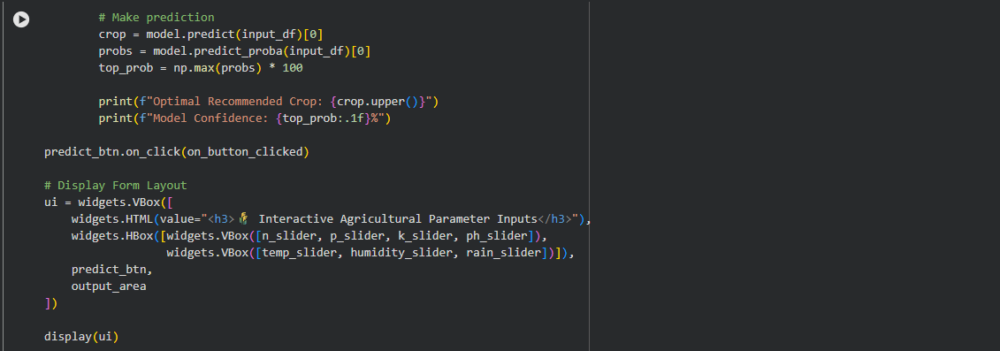 # Make prediction
crop = model.predict(input_df)[0]
probs = model.predict_proba(input_df)[0]
top_prob = np.max(probs) * 100
print(f"Optimal Recommended Crop: {crop.upper()}")
print(f"Model Confidence: {top_prob:.1f}%")
predict_btn.on_click(on_button_clicked)
# Display Form Layout
ui = widgets.VBox([
widgets.HTML(value="<h3>🌾 Interactive Agricultural Parameter Inputs</h3>"),
widgets.HBox([widgets.VBox([n_slider, p_slider, k_slider, ph_slider]),
widgets.VBox([temp_slider, humidity_slider, rain_slider])]),
predict_btn,
output_area
])
display(ui)